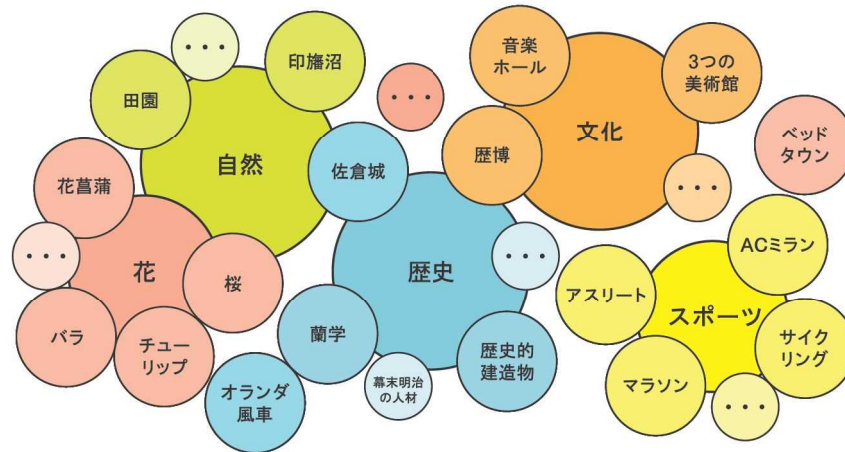 ・・・
印旛沼
田園
自然
花菖蒲
・・・
花
桜
バラ
チュー
リップ
・・・
佐倉城
歴史
・・・
蘭学
オランダ
風車
幕末明治
の人材
歴史的
建造物
音楽
ホール
3つの
美術館
文化
歴博
・・・
ベッド
タウン
ACミラン
アスリート
スポーツ
サイク
リング
マラソン
・・・